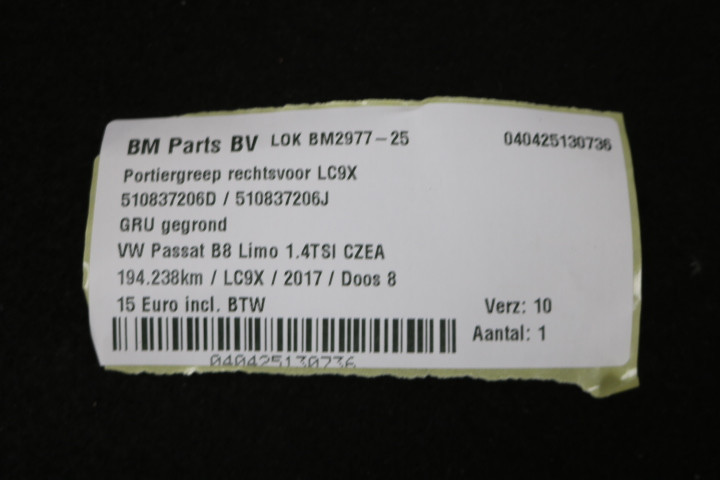 BM Parts BV LOK BM2977-25 040425130736
Portiergreep rechtsvoor LC9X
510837206D / 510837206J
GRU gegrond
VW Passat B8 Limo 1.4TSI CZEA
194.238km / LC9X / 2017 / Doos 8
15 Euro incl. BTW Verz: 10
Aantal: 1
040425130736